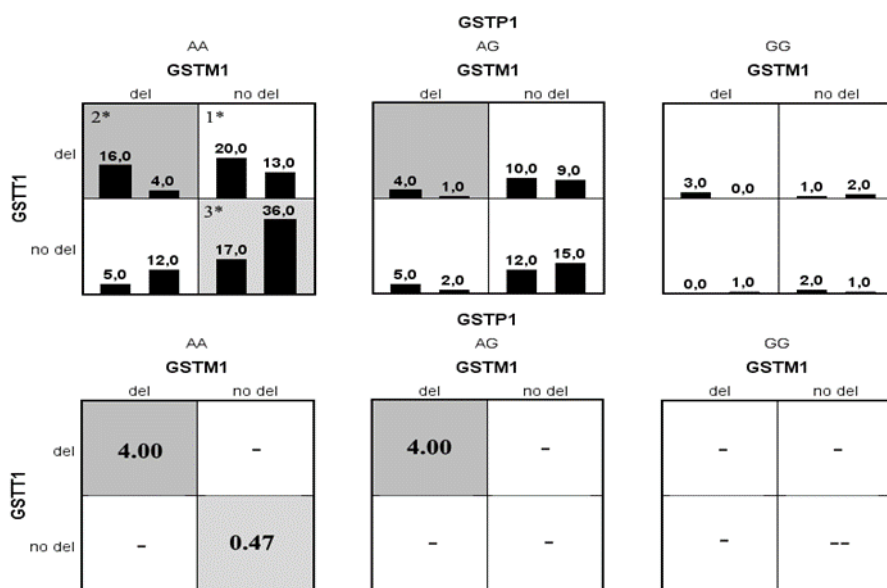 GSTP1
AA AG GG
GSTM1 GSTM1 GSTM1
del no del del no del del no del
2* 1*
del 16,0 4,0 20,0 13,0 4,0 1,0 10,0 9,0 3,0 0,0 1,0 2,0
GSTT1
3*
no del 5,0 12,0 17,0 36,0 5,0 2,0 12,0 15,0 0,0 1,0 2,0 1,0
GSTP1
AA AG GG
GSTM1 GSTM1 GSTM1
del no del del no del del no del
del 4.00 - 4.00 - - -
GSTT1
no del - 0.47 - - - --